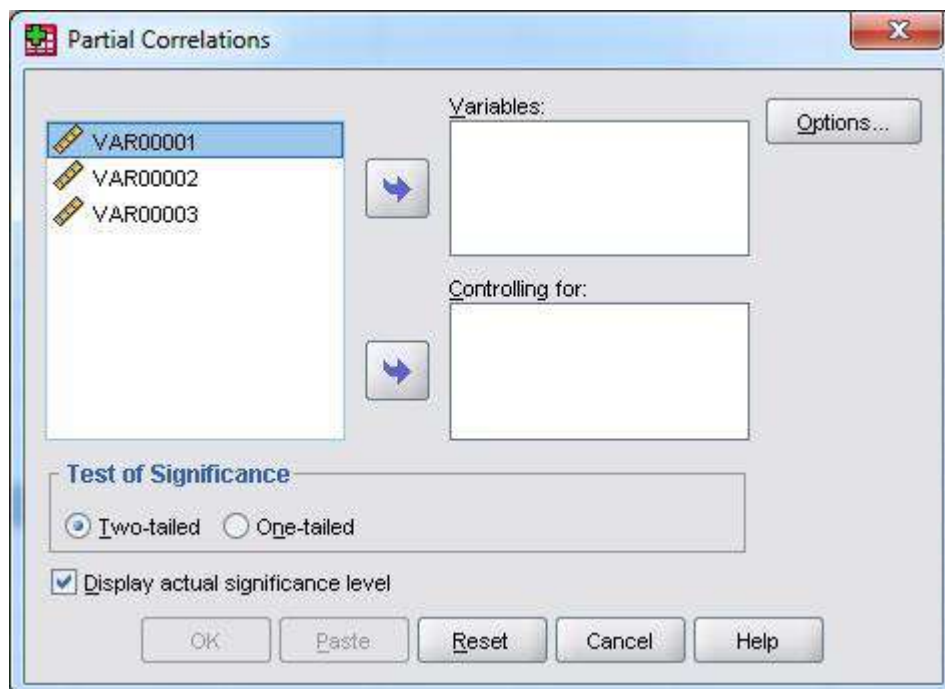 Partial Correlations
Variables:
Options...
VAR00001
VAR00002
VAR00003
Controlling for:
Test of Significance
Two-tailed One-tailed
Display actual significance level
OK Paste Reset Cancel Help